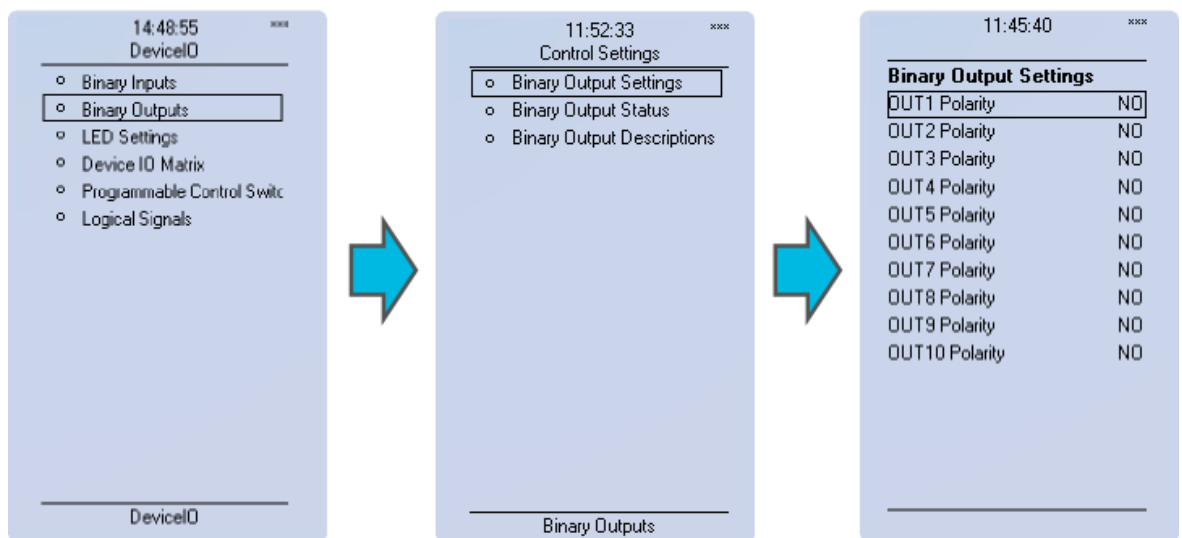 14:48:55 ***
DeviceIO
Binary Inputs
Binary Outputs
LED Settings
Device IO Matrix
Programmable Control Switc
Logical Signals
DeviceIO
11:52:33 ***
Control Settings
Binary Output Settings
Binary Output Status
Binary Output Descriptions
Binary Outputs
11:45:40 ***
Binary Output Settings
OUT1 Polarity NO
OUT2 Polarity NO
OUT3 Polarity NO
OUT4 Polarity NO
OUT5 Polarity NO
OUT6 Polarity NO
OUT7 Polarity NO
OUT8 Polarity NO
OUT9 Polarity NO
OUT10 Polarity NO